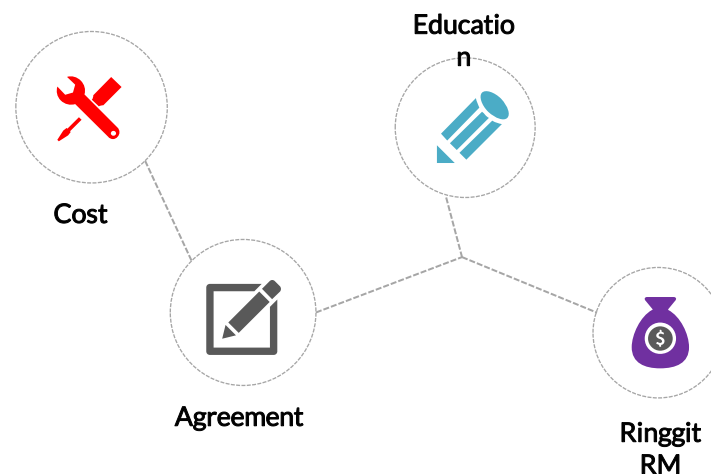 Educatio
n
Cost
Agreement
$
Ringgit
RM